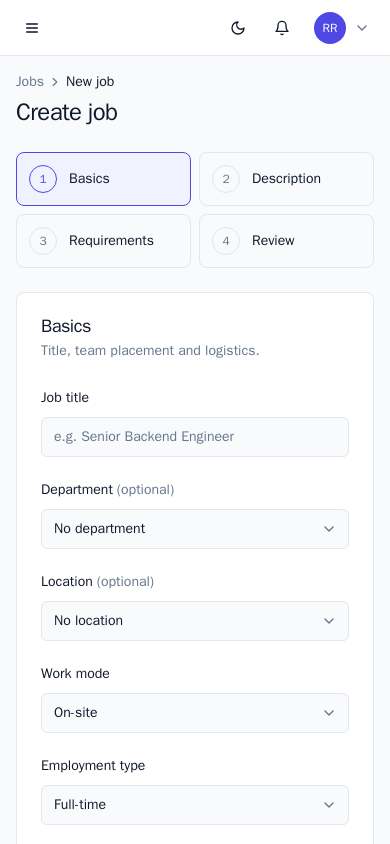 RR
Jobs > New job
Create job
1 Basics
2 Description
3 Requirements
4 Review
Basics
Title, team placement and logistics.
Job title
e.g. Senior Backend Engineer
Department (optional)
No department
Location (optional)
No location
Work mode
On-site
Employment type
Full-time